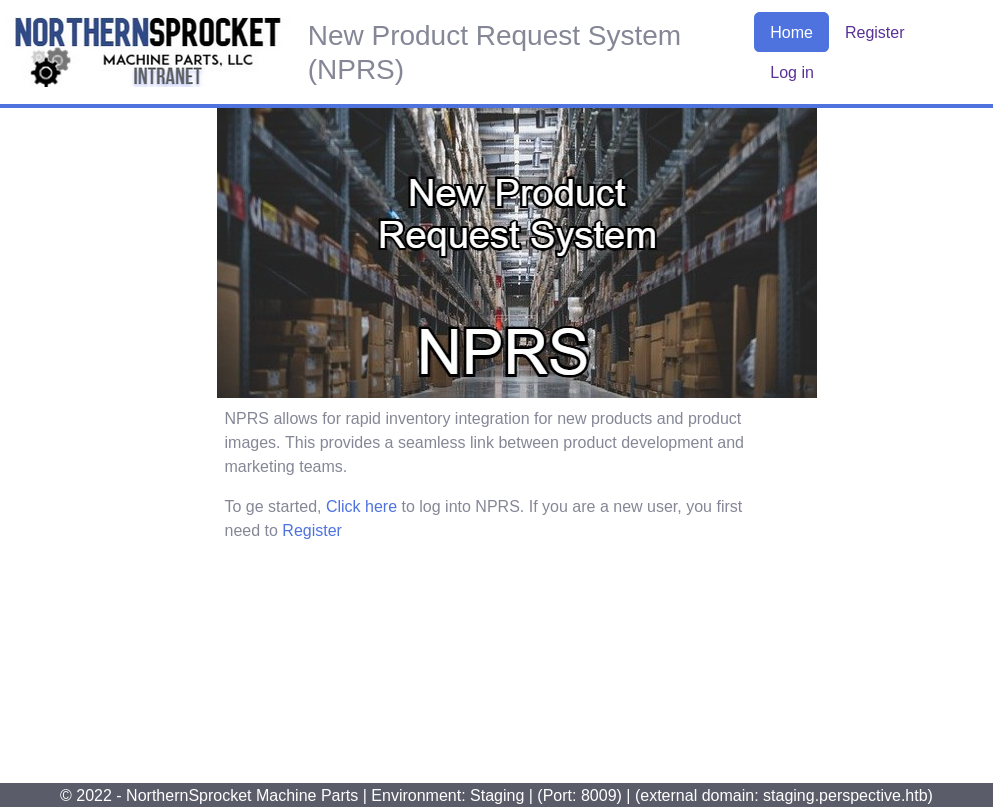 NORTHERNSPROCKET
MACHINE PARTS, LLC
INTRANET
New Product Request System
(NPRS)
Home
Register
Log in
New Product
Request System
NPRS
NPRS allows for rapid inventory integration for new products and product
images. This provides a seamless link between product development and
marketing teams.
To ge started, Click here to log into NPRS. If you are a new user, you first
need to Register
© 2022 - NorthernSprocket Machine Parts | Environment: Staging | (Port: 8009) | (external domain: staging.perspective.htb)